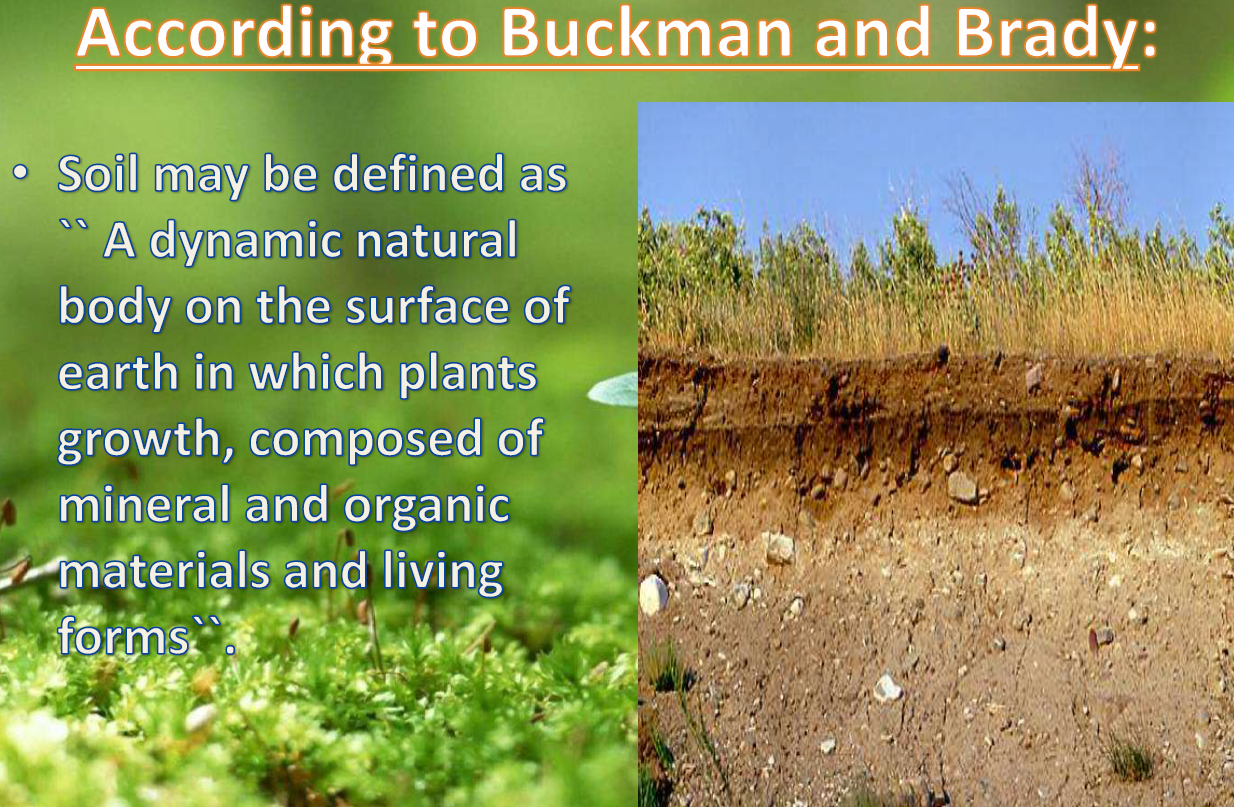 According to Buckman and Brady:
• Soil may be defined as
`` A dynamic natural
body on the surface of
earth in which plants
growth, composed of
mineral and organic
materials and living
forms``.